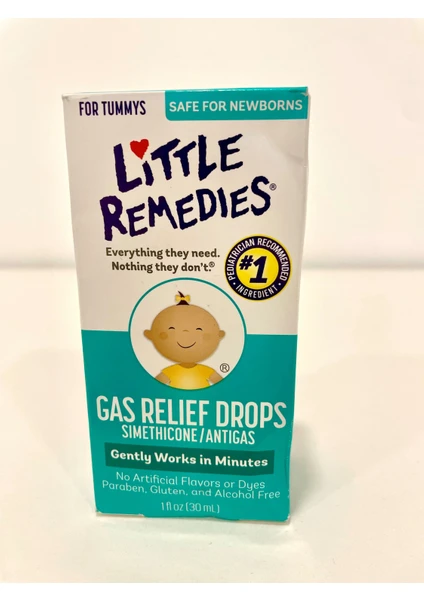 FOR TUMMYS
SAFE FOR NEWBORNS
LiTTLE
REMEDIES®
Everything they need.
Nothing they don't.®
PEDIATRICIAN RECOMMENDED
#1
• INGREDIENT •
®
GAS RELIEF DROPS
SIMETHICONE/ANTIGAS
Gently Works in Minutes
No Artificial Flavors or Dyes
Paraben, Gluten, and Alcohol Free
1 fl oz (30 mL)